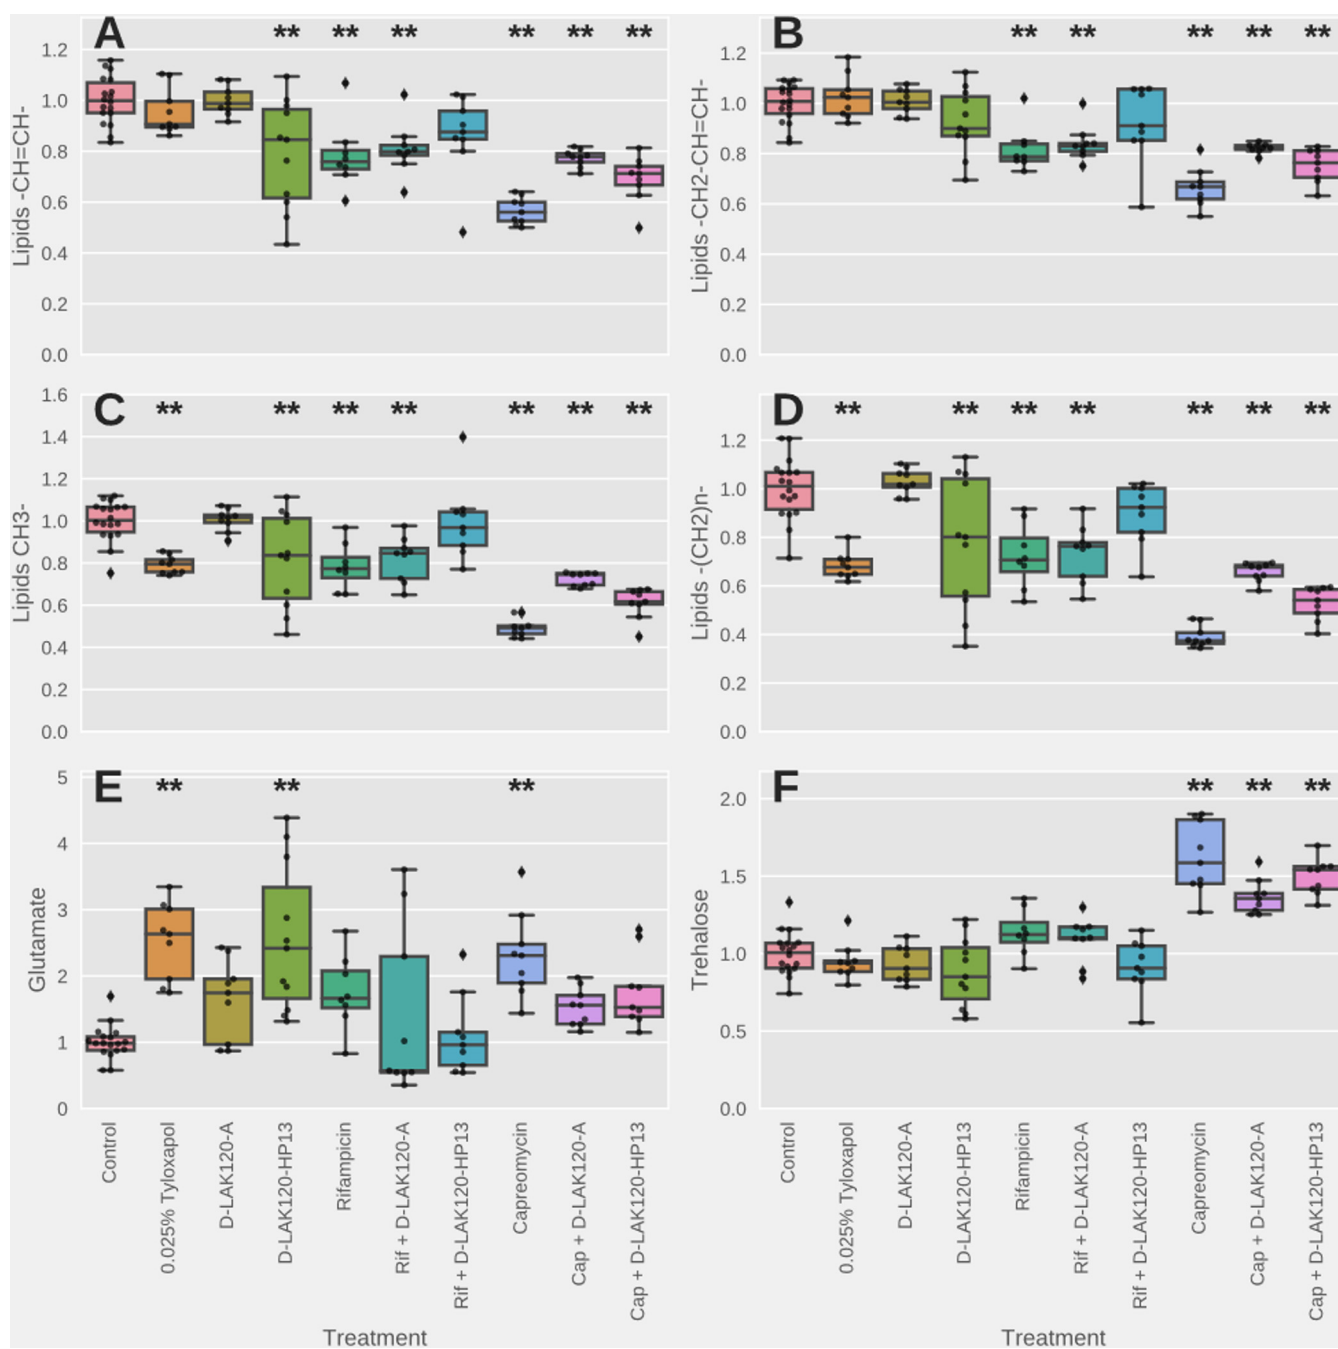 A ** ** ** ** ** **
Lipids -CH=CH-
1.2
1.0
0.8
0.6
0.4
0.2
0.0
B ** ** ** ** **
Lipids -CH2-CH=CH-
1.2
1.0
0.8
0.6
0.4
0.2
0.0
C ** ** ** ** ** ** **
Lipids CH3-
1.6
1.4
1.2
1.0
0.8
0.6
0.4
0.2
0.0
D ** ** ** ** ** ** **
Lipids -(CH2)n-
1.2
1.0
0.8
0.6
0.4
0.2
0.0
E ** ** **
Glutamate
5
4
3
2
1
0
F ** ** **
Trehalose
2.0
1.5
1.0
0.5
0.0
Control
0.025% Tyloxapol
D-LAK120-A
D-LAK120-HP13
Rifampicin
Rif + D-LAK120-A
Rif + D-LAK120-HP13
Capreomycin
Cap + D-LAK120-A
Cap + D-LAK120-HP13
Treatment
Control
0.025% Tyloxapol
D-LAK120-A
D-LAK120-HP13
Rifampicin
Rif + D-LAK120-A
Rif + D-LAK120-HP13
Capreomycin
Cap + D-LAK120-A
Cap + D-LAK120-HP13
Treatment